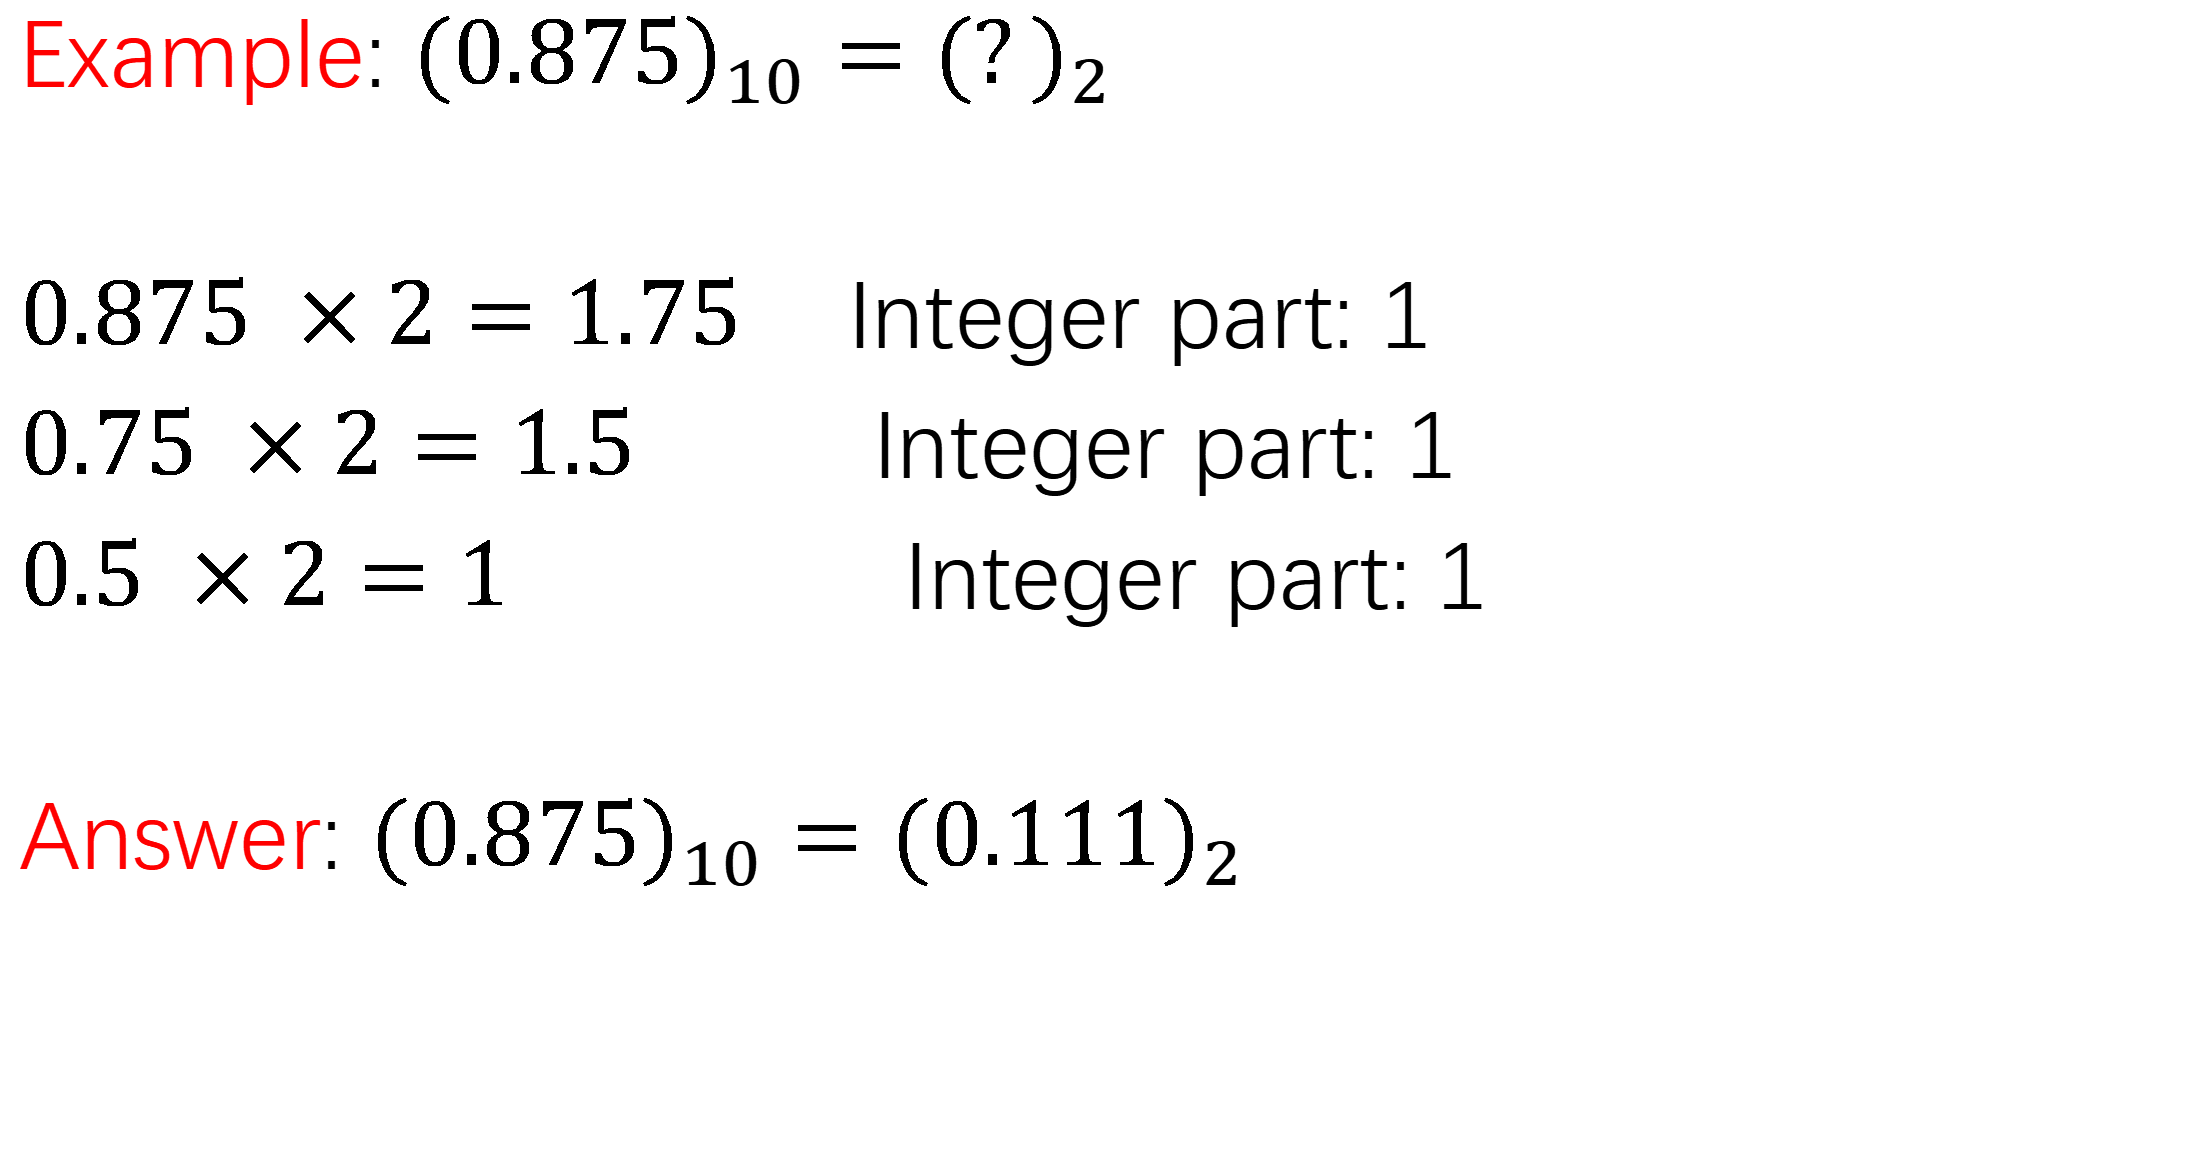 Example: (0.875)₁₀ = (? )₂
0.875 × 2 = 1.75 Integer part: 1
0.75 × 2 = 1.5 Integer part: 1
0.5 × 2 = 1 Integer part: 1
Answer: (0.875)₁₀ = (0.111)₂